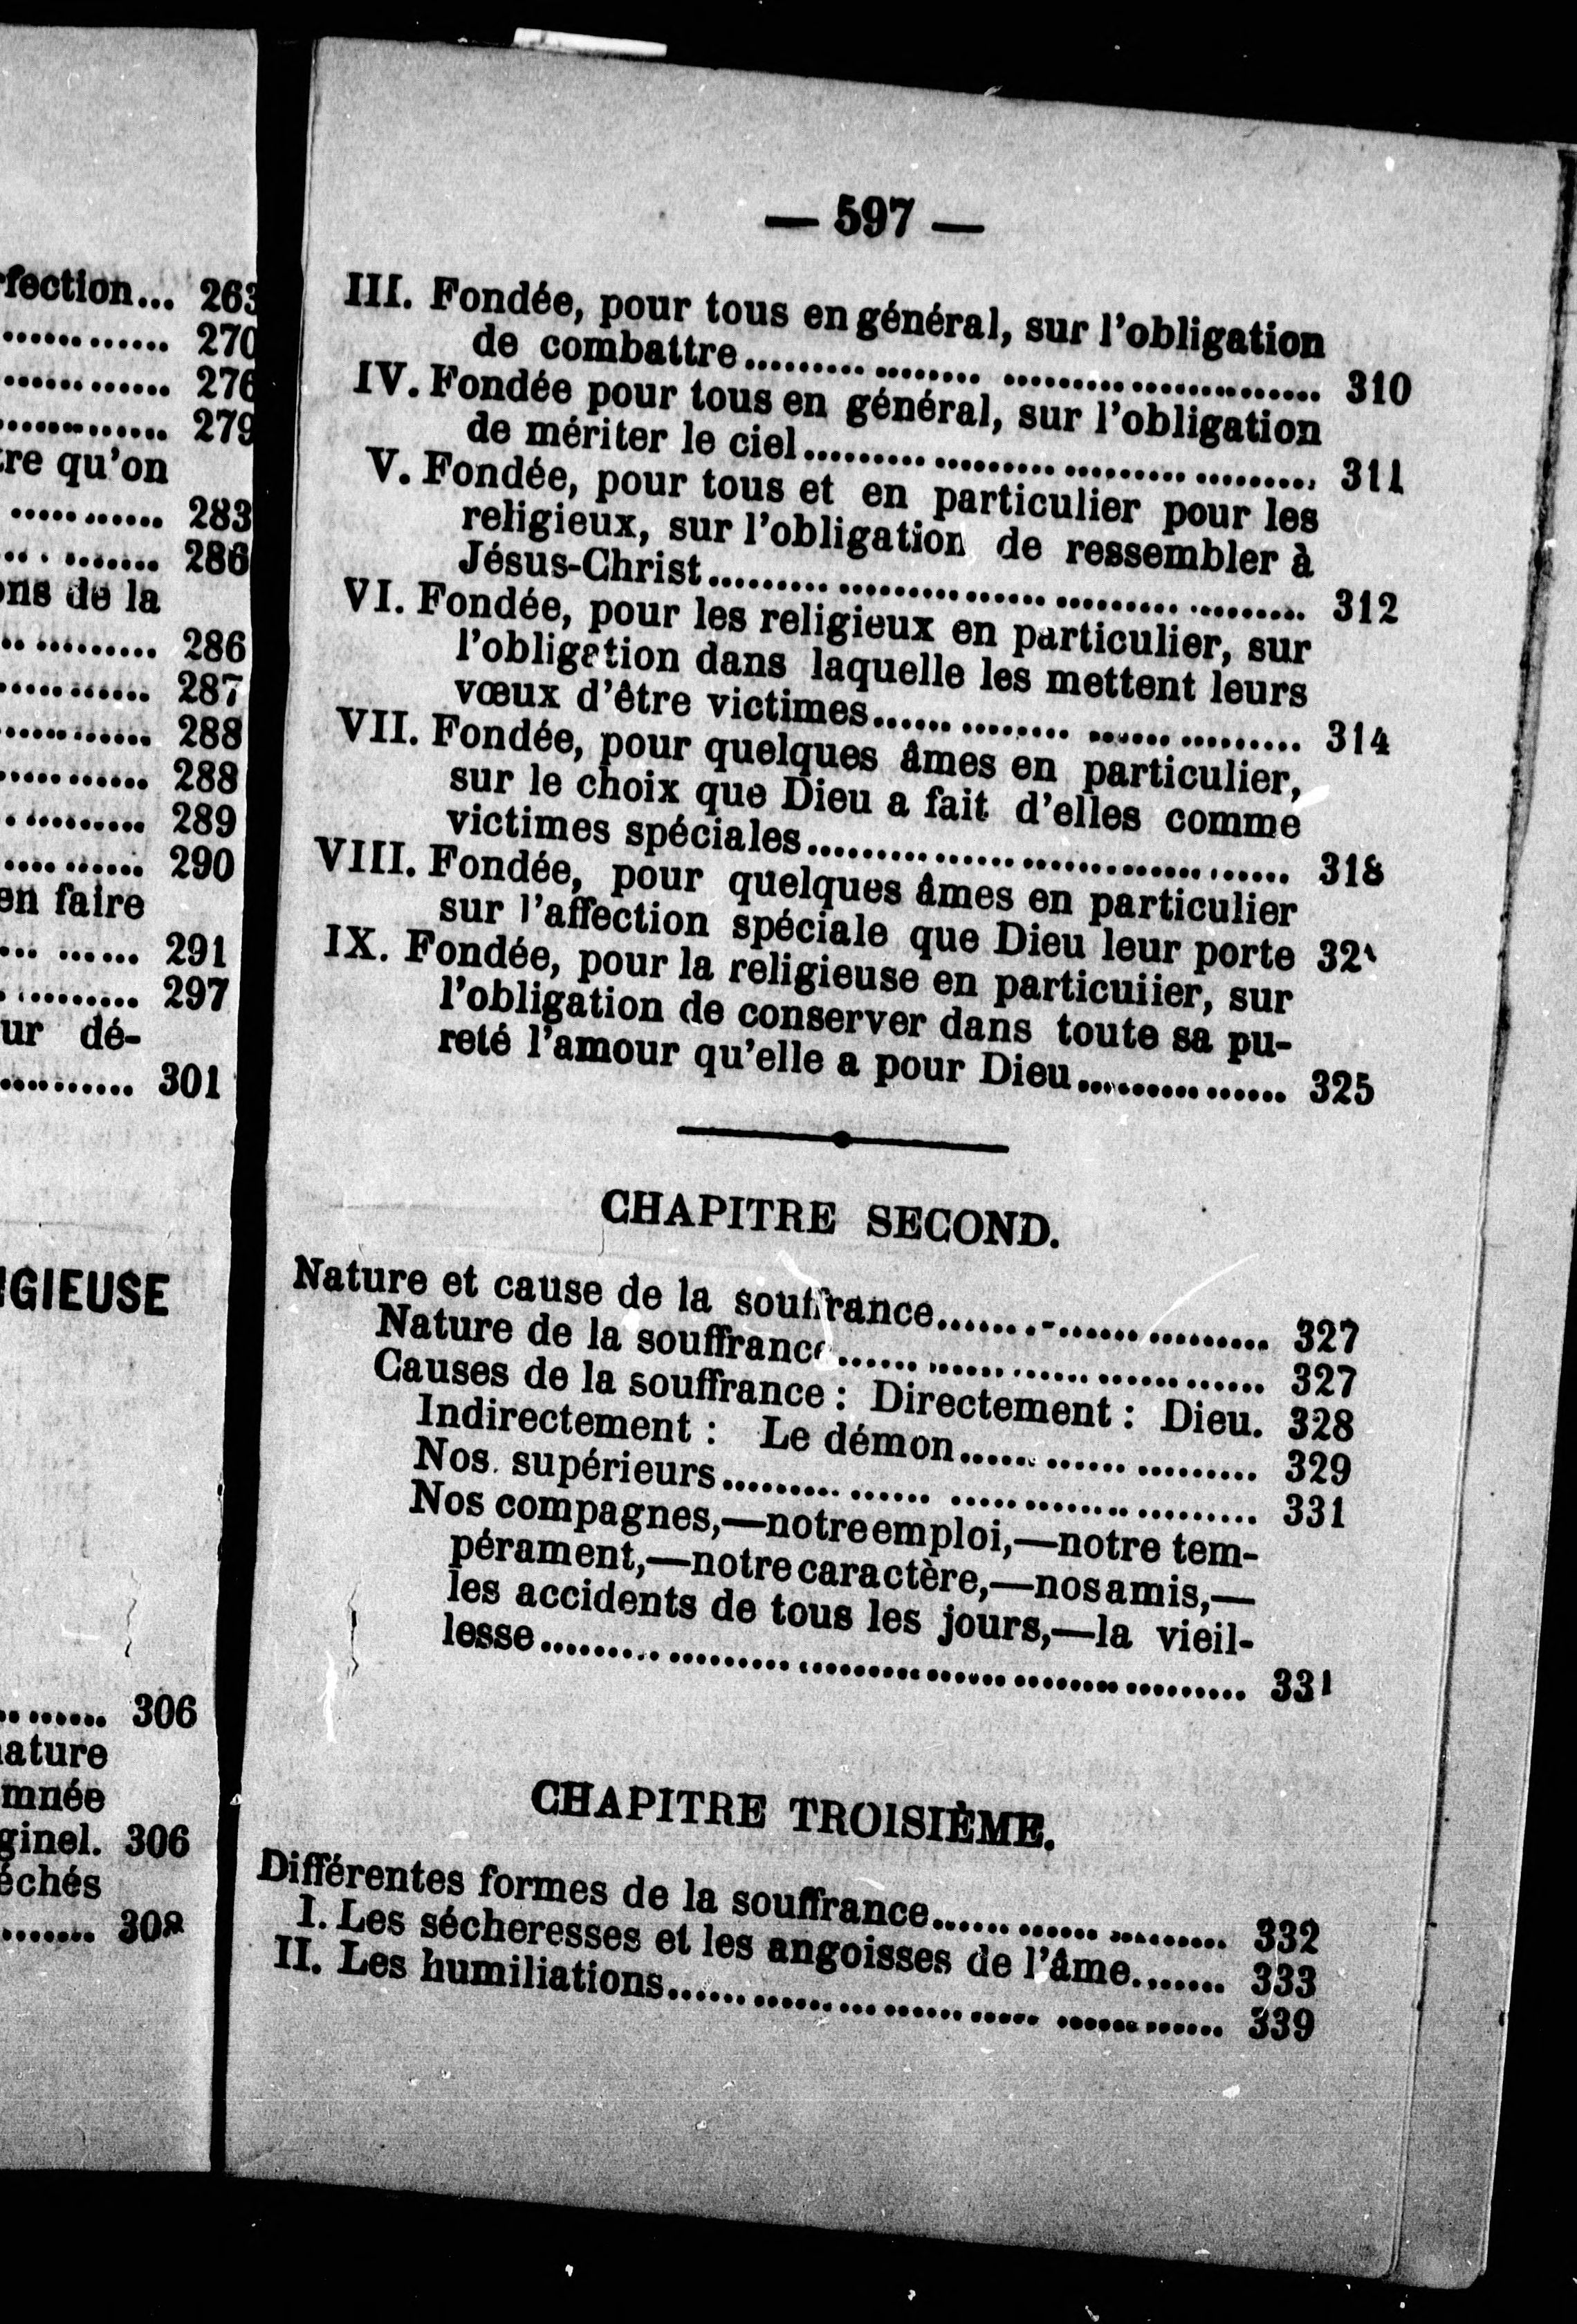 fection... 263
............ 270
............ 276
............ 279
re qu'on
............ 283
............ 286
ons de la
............ 286
............ 287
............ 288
............ 288
............ 289
............ 290
en faire
............ 291
............ 297
ur dé-
............ 301
IGIEUSE
............ 306
ature
mnée
ginel. 306
échés
............ 308
— 597 —
III. Fondée, pour tous en général, sur l'obligation
de combattre.................................... 310
IV. Fondée pour tous en général, sur l'obligation
de mériter le ciel.................................... 311
V. Fondée, pour tous et en particulier pour les
religieux, sur l'obligation de ressembler à
Jésus-Christ.................................... 312
VI. Fondée, pour les religieux en particulier, sur
l'obligation dans laquelle les mettent leurs
vœux d'être victimes.............................. 314
VII. Fondée, pour quelques âmes en particulier,
sur le choix que Dieu a fait d'elles comme
victimes spéciales.................................... 318
VIII. Fondée, pour quelques âmes en particulier
sur l'affection spéciale que Dieu leur porte 32
IX. Fondée, pour la religieuse en particuiier, sur
l'obligation de conserver dans toute sa pu-
reté l'amour qu'elle a pour Dieu............... 325
CHAPITRE SECOND.
Nature et cause de la souffrance........................ 327
Nature de la souffrance.............................. 327
Causes de la souffrance : Directement : Dieu. 328
Indirectement : Le démon..................... 329
Nos supérieurs.................................... 331
Nos compagnes,—notre emploi,—notre tem-
pérament,—notre caractère,—nos amis,—
les accidents de tous les jours,—la vieil-
lesse................................................ 331
CHAPITRE TROISIÈME.
Différentes formes de la souffrance..................... 332
I. Les sécheresses et les angoisses de l'âme....... 333
II. Les humiliations.................................... 339